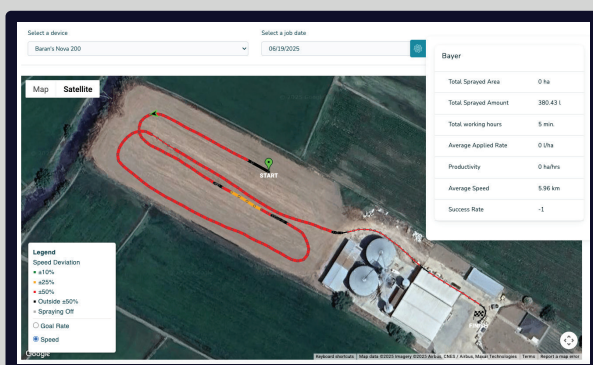 Select a device
Select a job date
Baran's Nova 200
06/19/2025
Bayer
Total Sprayed Area 0 ha
Total Sprayed Amount 380.43 l
Total working hours 5 min.
Average Applied Rate 0 l/ha
Productivity 0 ha/hrs
Average Speed 5.96 km
Success Rate -1
Map Satellite
START
FINISH
Legend
Speed Deviation
±10%
±25%
±50%
Outside ±50%
Spraying Off
Goal Rate
Speed
Google
Keyboard shortcuts Map data ©2025 Imagery ©2025 Airbus, CNES / Airbus, Maxar Technologies Terms Report a map error